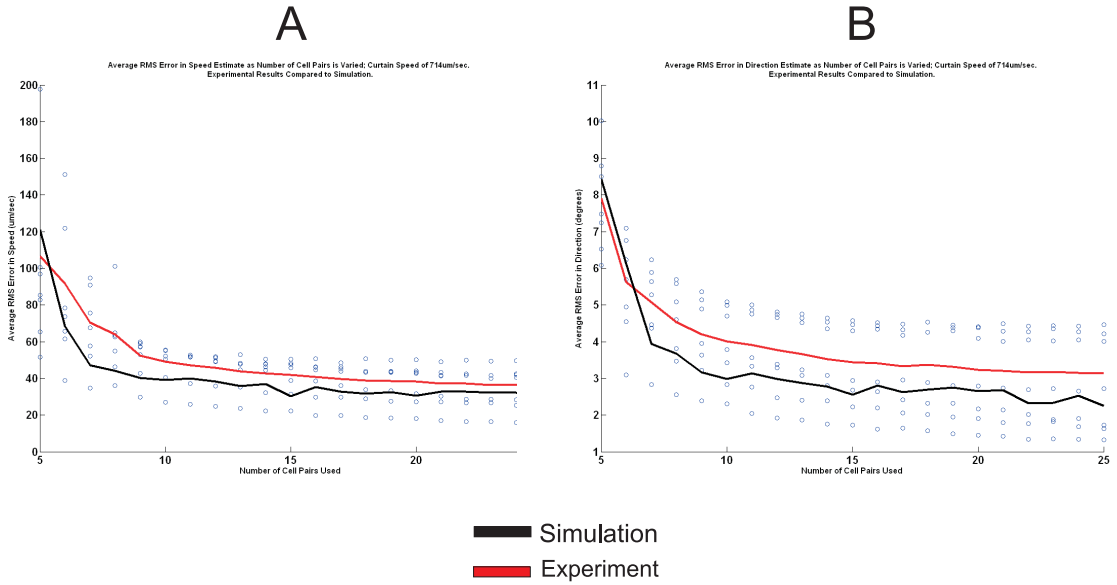 A
Average RMS Error in Speed Estimate as Number of Cell Pairs is Varied; Curtain Speed of 714um/sec.
Experimental Results Compared to Simulation.
200
180
160
140
120
100
80
60
40
20
0
Average RMS Error in Speed (um/sec)
5
10
15
20
Number of Cell Pairs Used
B
Average RMS Error in Direction Estimate as Number of Cell Pairs is Varied; Curtain Speed of 714um/sec.
Experimental Results Compared to Simulation.
11
10
9
8
7
6
5
4
3
2
1
Average RMS Error in Direction (degrees)
5
10
15
20
25
Number of Cell Pairs Used
Simulation
Experiment